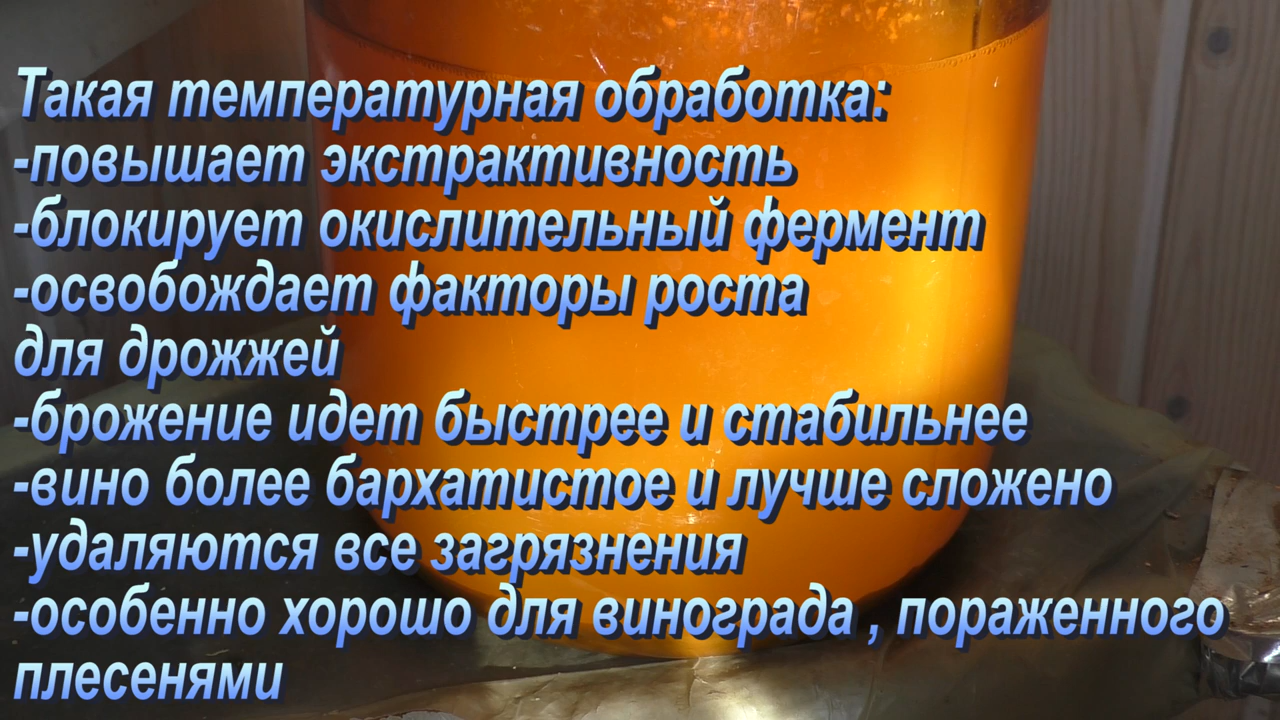 Такая температурная обработка:
-повышает экстрактивность
-блокирует окислительный фермент
-освобождает факторы роста
для дрожжей
-брожение идет быстрее и стабильнее
-вино более бархатистое и лучше сложено
-удаляются все загрязнения
-особенно хорошо для винограда , пораженного
плесенями